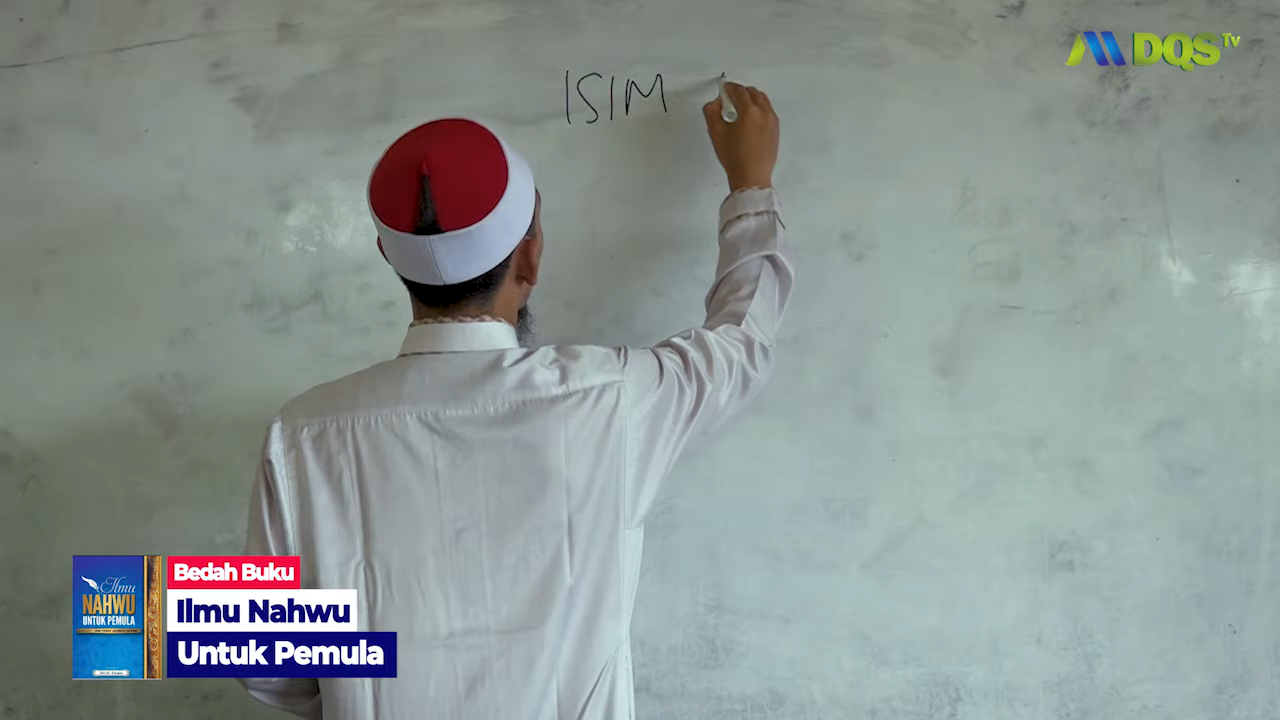 DQS Tv
ISIM
Bedah Buku
Ilmu Nahwu
Untuk Pemula
Ilmu
NAHWU
UNTUK PEMULA